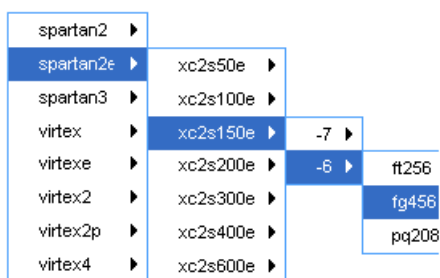 spartan2
spartan2e
spartan3
virtex
virtexe
virtex2
virtex2p
virtex4
xc2s50e
xc2s100e
xc2s150e
xc2s200e
xc2s300e
xc2s400e
xc2s600e
-7
-6
ft256
fg456
pq208